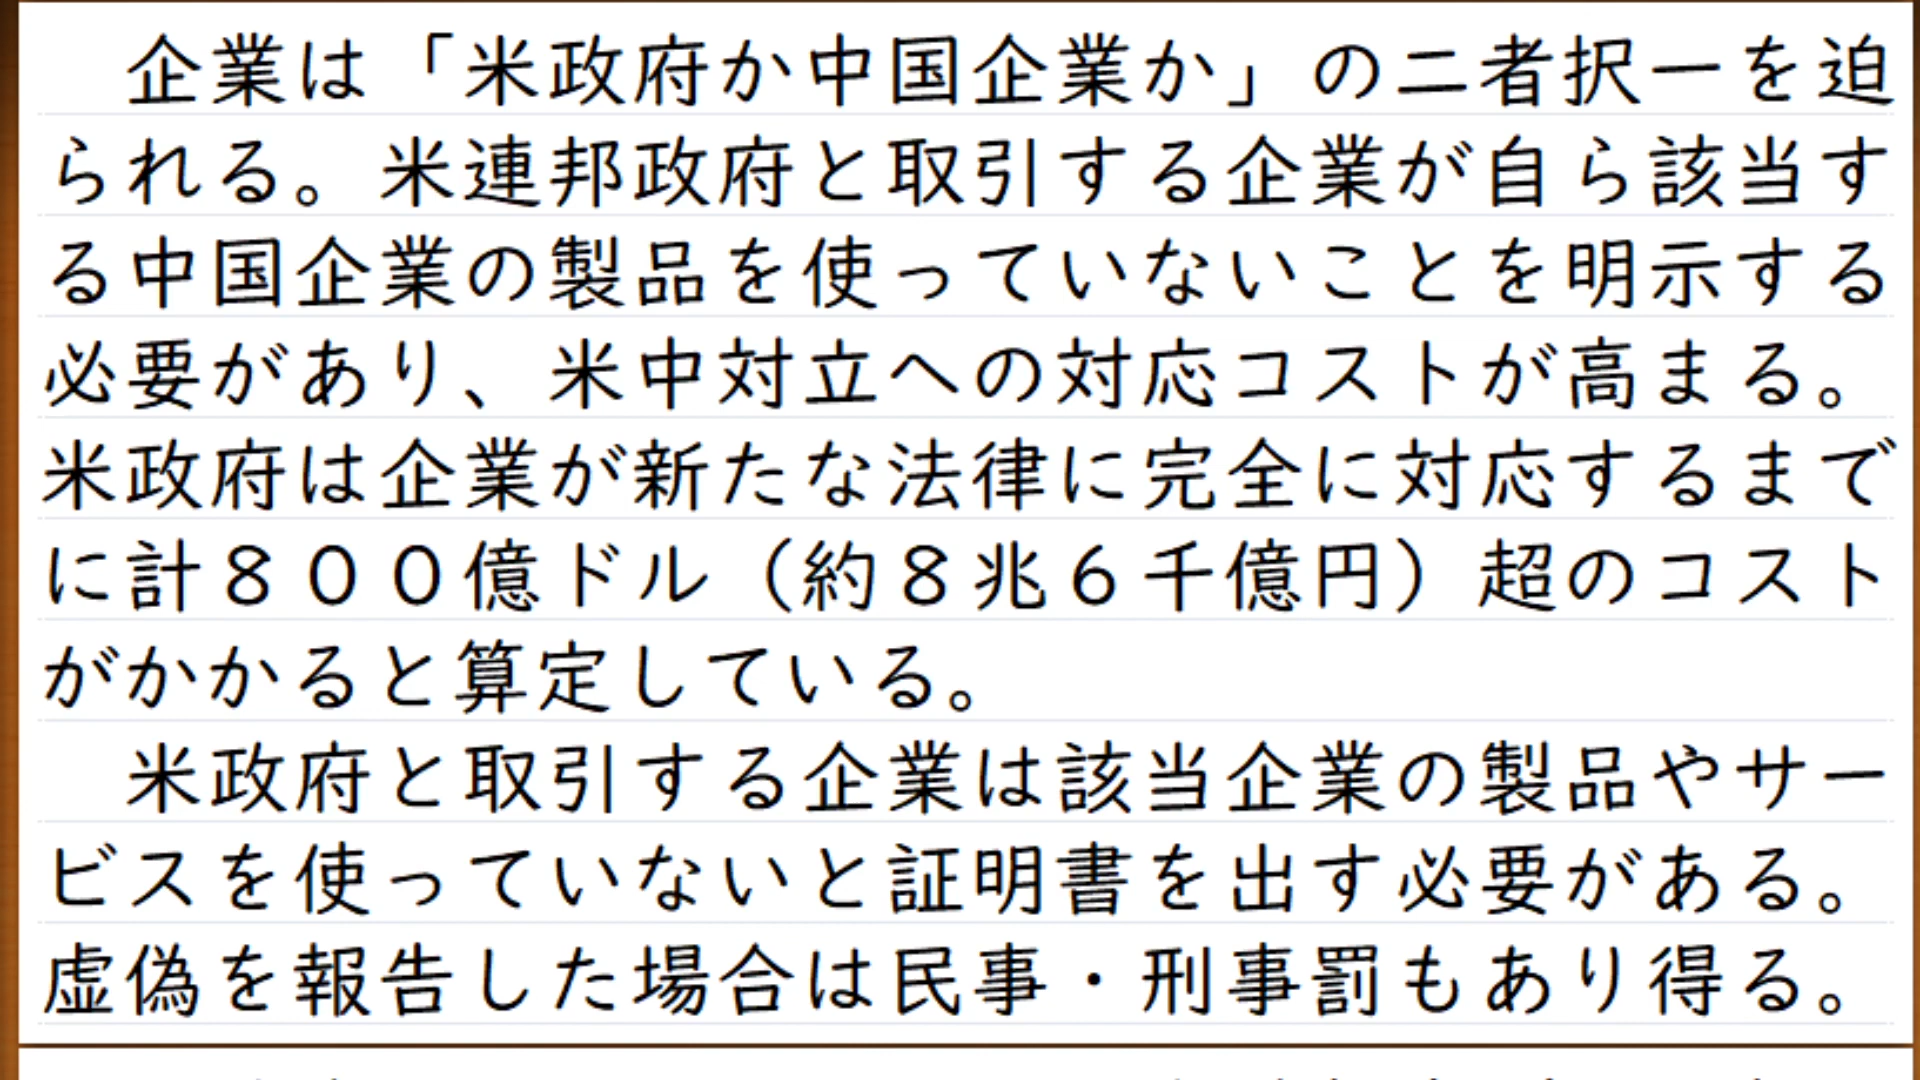 企業は「米政府か中国企業か」の二者択一を迫
られる。米連邦政府と取引する企業が自ら該当す
る中国企業の製品を使っていないことを明示する
必要があり、米中対立への対応コストが高まる。
米政府は企業が新たな法律に完全に対応するまで
に計８００億ドル（約８兆６千億円）超のコスト
がかかると算定している。
　米政府と取引する企業は該当企業の製品やサー
ビスを使っていないと証明書を出す必要がある。
虚偽を報告した場合は民事・刑事罰もあり得る。